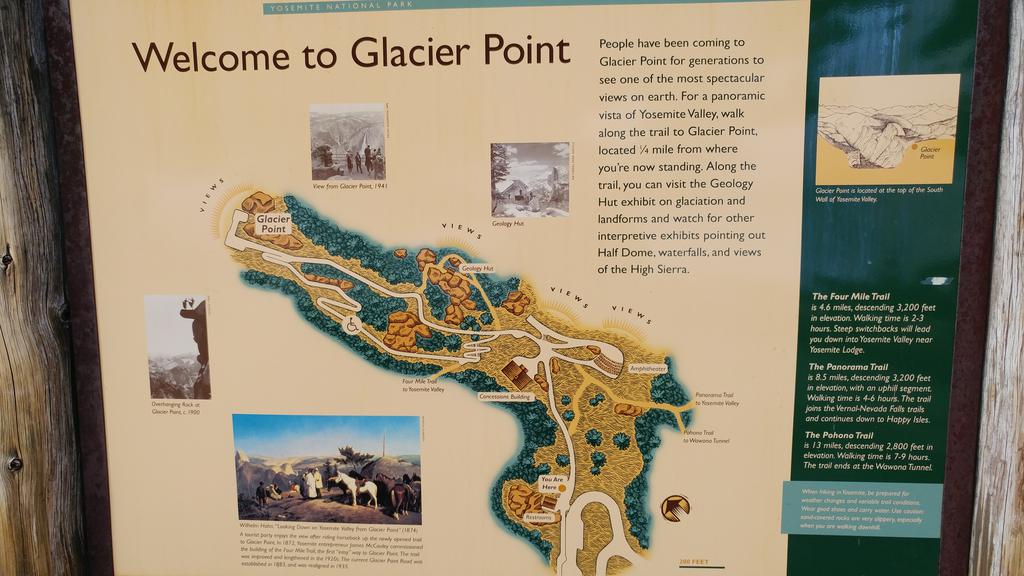 YOSEMITE NATIONAL PARK
Welcome to Glacier Point
People have been coming to
Glacier Point for generations to
see one of the most spectacular
views on earth. For a panoramic
vista of Yosemite Valley, walk
along the trail to Glacier Point,
located ¼ mile from where
you're now standing. Along the
trail, you can visit the Geology
Hut exhibit on glaciation and
landforms and watch for other
interpretive exhibits pointing out
Half Dome, waterfalls, and views
of the High Sierra.
View from Glacier Point, 1941
Geology Hut
VIEWS
Glacier
Point
VIEWS
Geology Hut
VIEWS
VIEWS
Overhanging Rock at
Glacier Point, c. 1900
Four Mile Trail
to Yosemite Valley
Concessions Building
Amphitheater
Panorama Trail
to Yosemite Valley
Pohono Trail
to Wawona Tunnel
You Are
Here
Restrooms
200 FEET
Wilhelm Hahn, "Looking Down on Yosemite Valley from Glacier Point" (1874)
A tourist party enjoys the view after riding horseback up the newly opened trail
to Glacier Point. In 1872, Yosemite entrepreneur James McCauley commissioned
the building of the Four Mile Trail, the first "easy" way to Glacier Point. The trail
was improved and lengthened in the 1920s. The current Glacier Point Road was
established in 1883, and was realigned in 1935.
Glacier
Point
Glacier Point is located at the top of the South
Wall of Yosemite Valley.
The Four Mile Trail
is 4.6 miles, descending 3,200 feet
in elevation. Walking time is 2-3
hours. Steep switchbacks will lead
you down into Yosemite Valley near
Yosemite Lodge.
The Panorama Trail
is 8.5 miles, descending 3,200 feet
in elevation, with an uphill segment.
Walking time is 4-6 hours. The trail
joins the Vernal-Nevada Falls trails
and continues down to Happy Isles.
The Pohono Trail
is 13 miles, descending 2,800 feet in
elevation. Walking time is 7-9 hours.
The trail ends at the Wawona Tunnel.
When hiking in Yosemite, be prepared for
weather changes and variable trail conditions.
Wear good shoes and carry water. Use caution:
sand-covered rocks are very slippery, especially
when you are walking downhill.